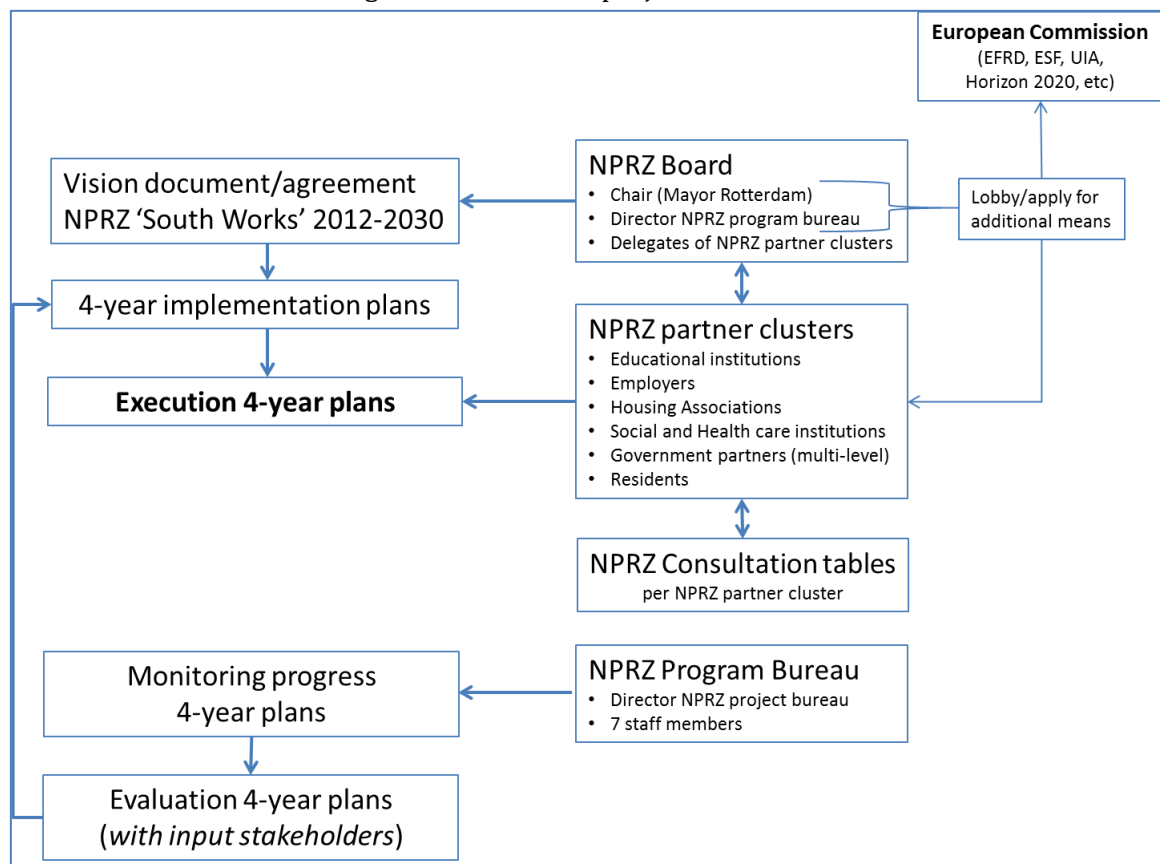 European Commission
(EFRD, ESF, UIA,
Horizon 2020, etc)
Vision document/agreement
NPRZ ‘South Works’ 2012-2030
NPRZ Board
• Chair (Mayor Rotterdam)
• Director NPRZ program bureau
• Delegates of NPRZ partner clusters
Lobby/apply for
additional means
4-year implementation plans
Execution 4-year plans
NPRZ partner clusters
• Educational institutions
• Employers
• Housing Associations
• Social and Health care institutions
• Government partners (multi-level)
• Residents
NPRZ Consultation tables
per NPRZ partner cluster
Monitoring progress
4-year plans
NPRZ Program Bureau
• Director NPRZ project bureau
• 7 staff members
Evaluation 4-year plans
(with input stakeholders)